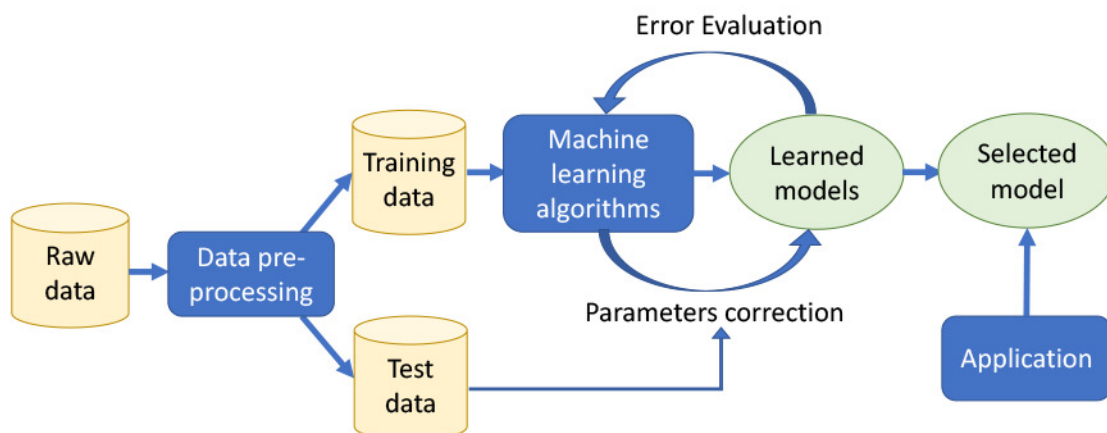 Error Evaluation
Training
data
Machine
learning
algorithms
Learned
models
Selected
model
Raw
data
Data pre-
processing
Parameters correction
Test
data
Application